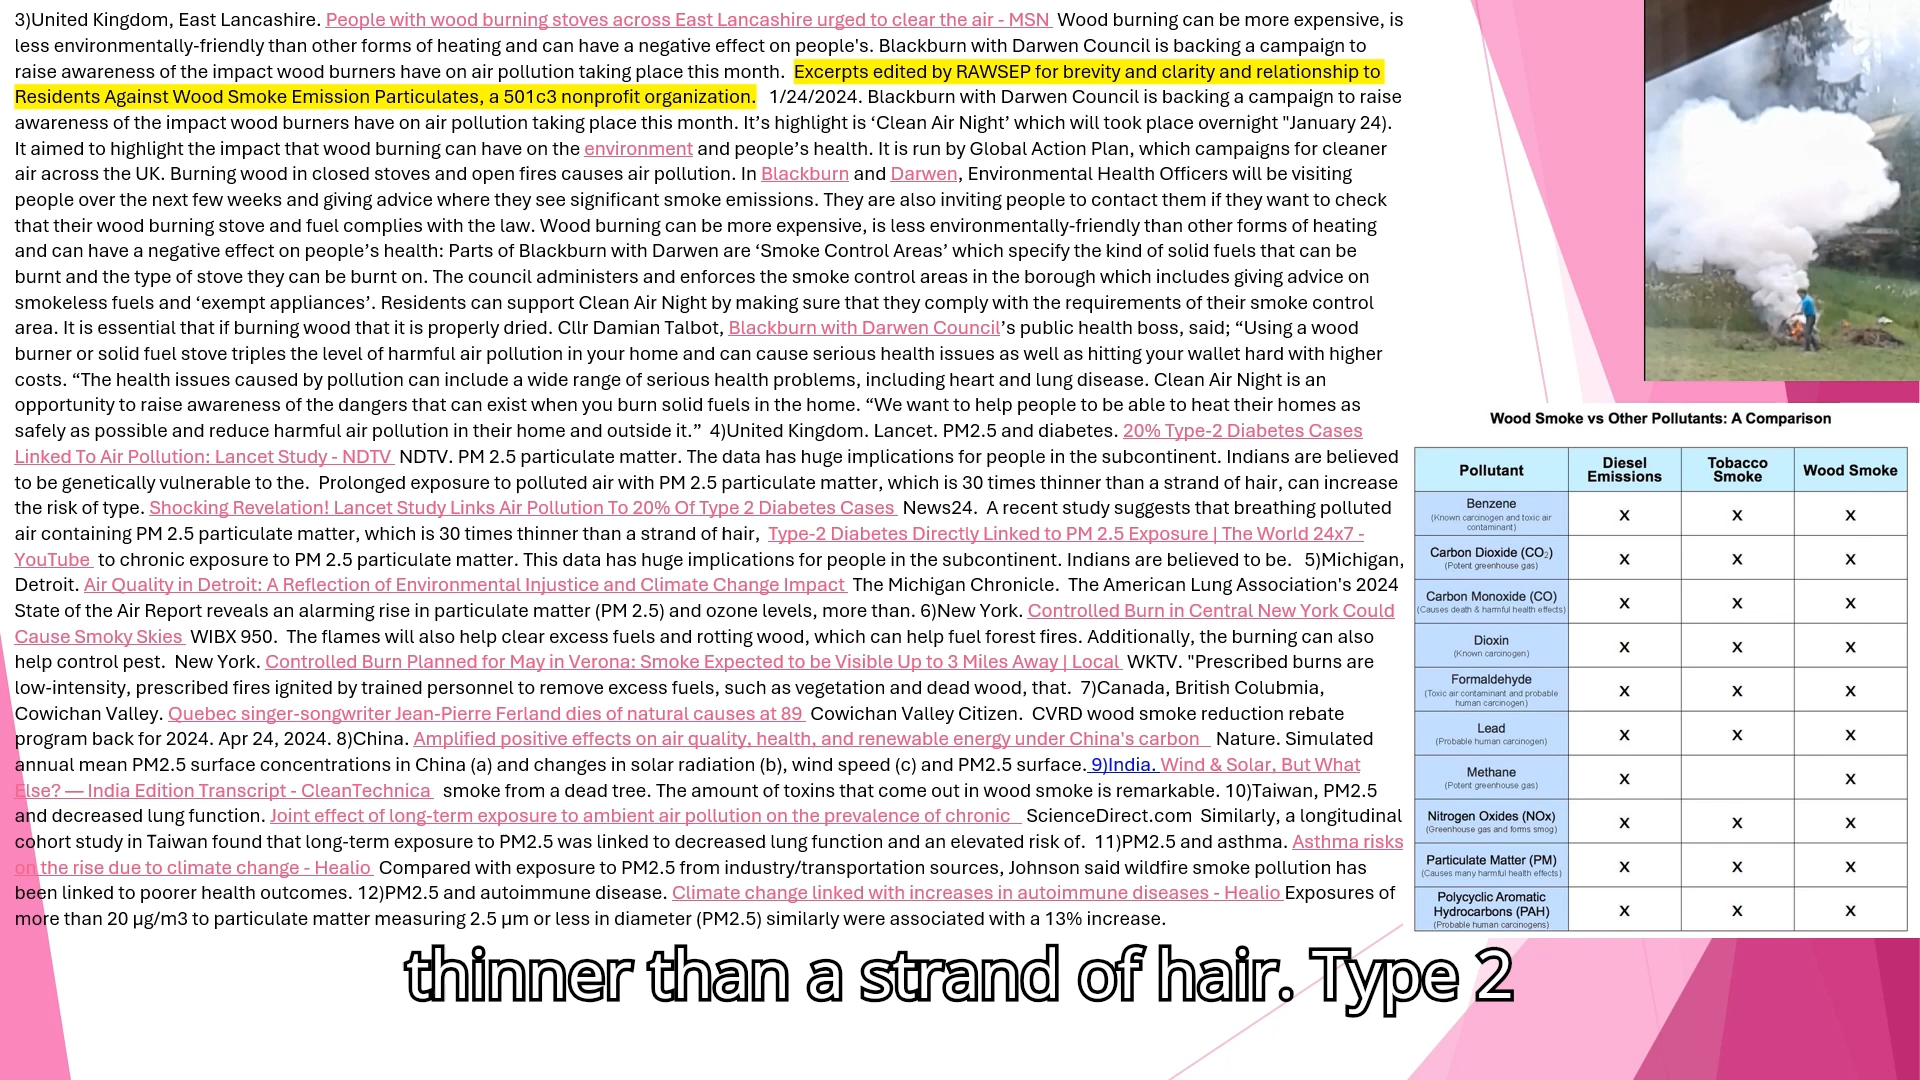 3)United Kingdom, East Lancashire. People with wood burning stoves across East Lancashire urged to clear the air - MSN Wood burning can be more expensive, is
less environmentally-friendly than other forms of heating and can have a negative effect on people's. Blackburn with Darwen Council is backing a campaign to
raise awareness of the impact wood burners have on air pollution taking place this month. Excerpts edited by RAWSEP for brevity and clarity and relationship to
Residents Against Wood Smoke Emission Particulates, a 501c3 nonprofit organization. 1/24/2024. Blackburn with Darwen Council is backing a campaign to raise
awareness of the impact wood burners have on air pollution taking place this month. It’s highlight is ‘Clean Air Night’ which will took place overnight "January 24).
It aimed to highlight the impact that wood burning can have on the environment and people’s health. It is run by Global Action Plan, which campaigns for cleaner
air across the UK. Burning wood in closed stoves and open fires causes air pollution. In Blackburn and Darwen, Environmental Health Officers will be visiting
people over the next few weeks and giving advice where they see significant smoke emissions. They are also inviting people to contact them if they want to check
that their wood burning stove and fuel complies with the law. Wood burning can be more expensive, is less environmentally-friendly than other forms of heating
and can have a negative effect on people’s health: Parts of Blackburn with Darwen are ‘Smoke Control Areas’ which specify the kind of solid fuels that can be
burnt and the type of stove they can be burnt on. The council administers and enforces the smoke control areas in the borough which includes giving advice on
smokeless fuels and ‘exempt appliances’. Residents can support Clean Air Night by making sure that they comply with the requirements of their smoke control
area. It is essential that if burning wood that it is properly dried. Cllr Damian Talbot, Blackburn with Darwen Council’s public health boss, said; “Using a wood
burner or solid fuel stove triples the level of harmful air pollution in your home and can cause serious health issues as well as hitting your wallet hard with higher
costs. “The health issues caused by pollution can include a wide range of serious health problems, including heart and lung disease. Clean Air Night is an
opportunity to raise awareness of the dangers that can exist when you burn solid fuels in the home. “We want to help people to be able to heat their homes as
safely as possible and reduce harmful air pollution in their home and outside it.” 4)United Kingdom. Lancet. PM2.5 and diabetes. 20% Type-2 Diabetes Cases
Linked To Air Pollution: Lancet Study - NDTV NDTV. PM 2.5 particulate matter. The data has huge implications for people in the subcontinent. Indians are believed
to be genetically vulnerable to the. Prolonged exposure to polluted air with PM 2.5 particulate matter, which is 30 times thinner than a strand of hair, can increase
the risk of type. Shocking Revelation! Lancet Study Links Air Pollution To 20% Of Type 2 Diabetes Cases News24. A recent study suggests that breathing polluted
air containing PM 2.5 particulate matter, which is 30 times thinner than a strand of hair, Type-2 Diabetes Directly Linked to PM 2.5 Exposure | The World 24x7 -
YouTube to chronic exposure to PM 2.5 particulate matter. This data has huge implications for people in the subcontinent. Indians are believed to be. 5)Michigan,
Detroit. Air Quality in Detroit: A Reflection of Environmental Injustice and Climate Change Impact The Michigan Chronicle. The American Lung Association's 2024
State of the Air Report reveals an alarming rise in particulate matter (PM 2.5) and ozone levels, more than. 6)New York. Controlled Burn in Central New York Could
Cause Smoky Skies WIBX 950. The flames will also help clear excess fuels and rotting wood, which can help fuel forest fires. Additionally, the burning can also
help control pest. New York. Controlled Burn Planned for May in Verona: Smoke Expected to be Visible Up to 3 Miles Away | Local WKTV. "Prescribed burns are
low-intensity, prescribed fires ignited by trained personnel to remove excess fuels, such as vegetation and dead wood, that. 7)Canada, British Colubmia,
Cowichan Valley. Quebec singer-songwriter Jean-Pierre Ferland dies of natural causes at 89 Cowichan Valley Citizen. CVRD wood smoke reduction rebate
program back for 2024. Apr 24, 2024. 8)China. Amplified positive effects on air quality, health, and renewable energy under China's carbon Nature. Simulated
annual mean PM2.5 surface concentrations in China (a) and changes in solar radiation (b), wind speed (c) and PM2.5 surface. 9)India. Wind & Solar, But What
Else? — India Edition Transcript - CleanTechnica smoke from a dead tree. The amount of toxins that come out in wood smoke is remarkable. 10)Taiwan, PM2.5
and decreased lung function. Joint effect of long-term exposure to ambient air pollution on the prevalence of chronic ScienceDirect.com Similarly, a longitudinal
cohort study in Taiwan found that long-term exposure to PM2.5 was linked to decreased lung function and an elevated risk of. 11)PM2.5 and asthma. Asthma risks
on the rise due to climate change - Healio Compared with exposure to PM2.5 from industry/transportation sources, Johnson said wildfire smoke pollution has
been linked to poorer health outcomes. 12)PM2.5 and autoimmune disease. Climate change linked with increases in autoimmune diseases - Healio Exposures of
more than 20 µg/m3 to particulate matter measuring 2.5 µm or less in diameter (PM2.5) similarly were associated with a 13% increase.
Wood Smoke vs Other Pollutants: A Comparison
Pollutant Diesel Emissions Tobacco Smoke Wood Smoke
Benzene X X X
(Known carcinogen and toxic air
contaminant)
Carbon Dioxide (CO₂) X X X
(Potent greenhouse gas)
Carbon Monoxide (CO) X X X
(Causes death & harmful health effects)
Dioxin X X X
(Known carcinogen)
Formaldehyde X X X
(Toxic air contaminant and probable
human carcinogen)
Lead X X X
(Probable human carcinogen)
Methane X X
(Potent greenhouse gas)
Nitrogen Oxides (NOx) X X X
(Greenhouse gas and forms smog)
Particulate Matter (PM) X X X
(Causes many harmful health effects)
Polycyclic Aromatic
Hydrocarbons (PAH) X X X
(Probable human carcinogens)
thinner than a strand of hair. Type 2